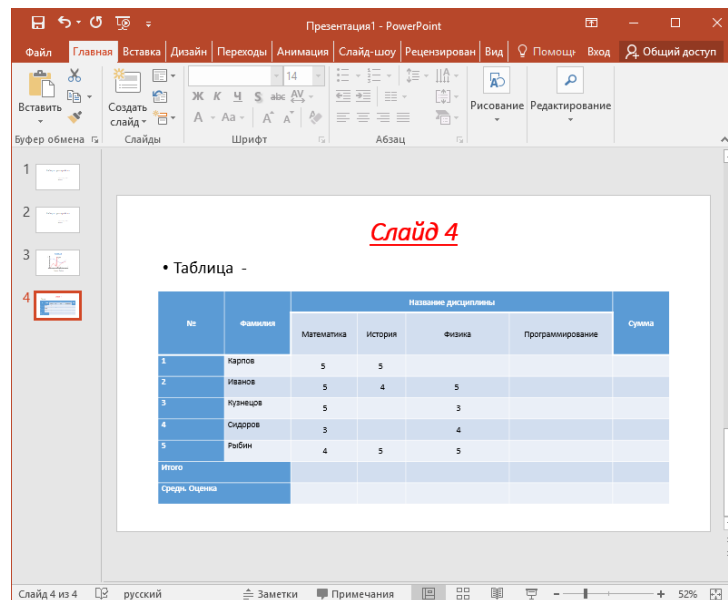 Презентация1 - PowerPoint
Файл Главная Вставка Дизайн Переходы Анимация Слайд-шоу Рецензирован Вид Помощь Вход Общий доступ
14
Вставить Создать слайд Ж К Ч S abc AV Aa A A A Рисование Редактирование
Буфер обмена Слайды Шрифт Абзац
1
2
3
4
Слайд 4
• Таблица -
№ Фамилия Название дисциплины Сумма
Математика История Физика Программирование
1 Карпов 5 5
2 Иванов 5 4 5
3 Кузнецов 5 3
4 Сидоров 3 4
5 Рыбин 4 5 5
Итого
Средн. Оценка
Слайд 4 из 4 русский Заметки Примечания 52%